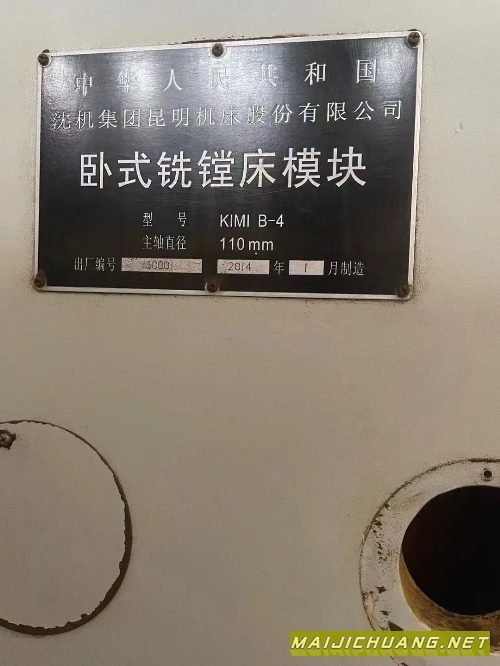 中华人民共和国
沈机集团昆明机床股份有限公司
卧式铣镗床模块
型 号 KIMI B-4
主轴直径 110mm
出厂编号 2014 年 1 月制造
MAIJICHUANG.NET